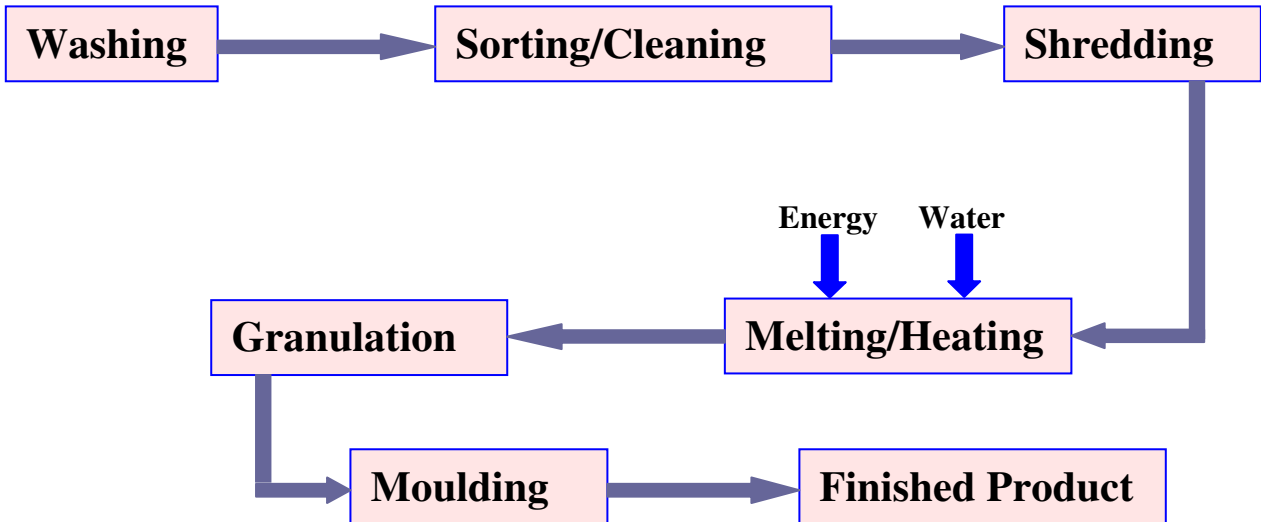 Washing
Sorting/Cleaning
Shredding
Energy
Water
Melting/Heating
Granulation
Moulding
Finished Product